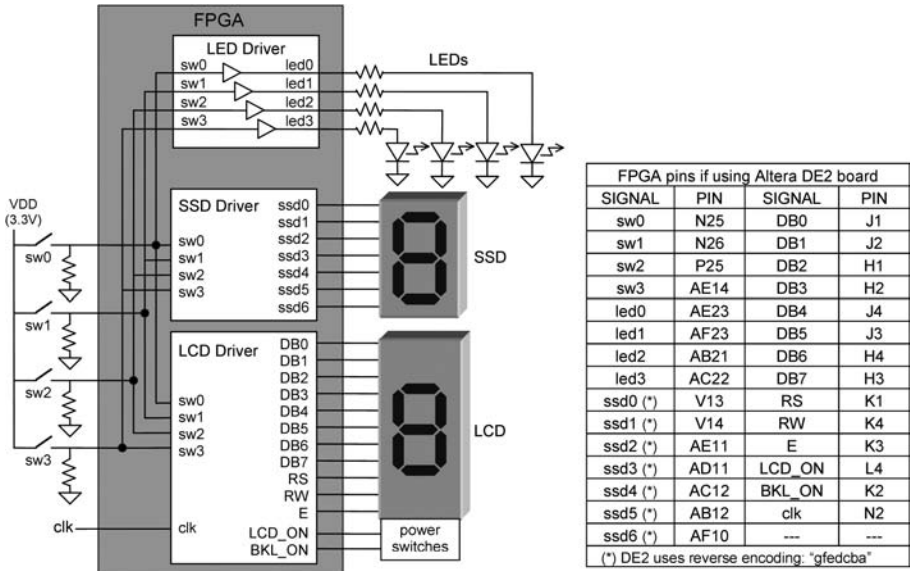 FPGA
LED Driver
sw0 led0
sw1 led1
sw2 led2
sw3 led3
LEDs
VDD
(3.3V)
sw0
sw1
sw2
sw3
SSD Driver
sw0
sw1
sw2
sw3
ssd0
ssd1
ssd2
ssd3
ssd4
ssd5
ssd6
SSD
LCD Driver
sw0
sw1
sw2
sw3
clk
clk
DB0
DB1
DB2
DB3
DB4
DB5
DB6
DB7
RS
RW
E
LCD_ON
BKL_ON
LCD
power
switches
FPGA pins if using Altera DE2 board
SIGNAL PIN SIGNAL PIN
sw0 N25 DB0 J1
sw1 N26 DB1 J2
sw2 P25 DB2 H1
sw3 AE14 DB3 H2
led0 AE23 DB4 J4
led1 AF23 DB5 J3
led2 AB21 DB6 H4
led3 AC22 DB7 H3
ssd0 (*) V13 RS K1
ssd1 (*) V14 RW K4
ssd2 (*) AE11 E K3
ssd3 (*) AD11 LCD_ON L4
ssd4 (*) AC12 BKL_ON K2
ssd5 (*) AB12 clk N2
ssd6 (*) AF10 --- ---
(*) DE2 uses reverse encoding: "gfedcba"